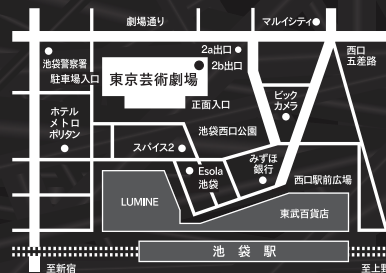 劇場通り
マルイシティ
2a出口
2b出口
西口
五差路
池袋警察署
駐車場入口
東京芸術劇場
正面入口
ビック
カメラ
ホテル
メトロ
ポリタン
池袋西口公園
スパイス2
Esola
池袋
みずほ
銀行
西口駅前広場
LUMINE
東武百貨店
池袋駅
至新宿
至上野